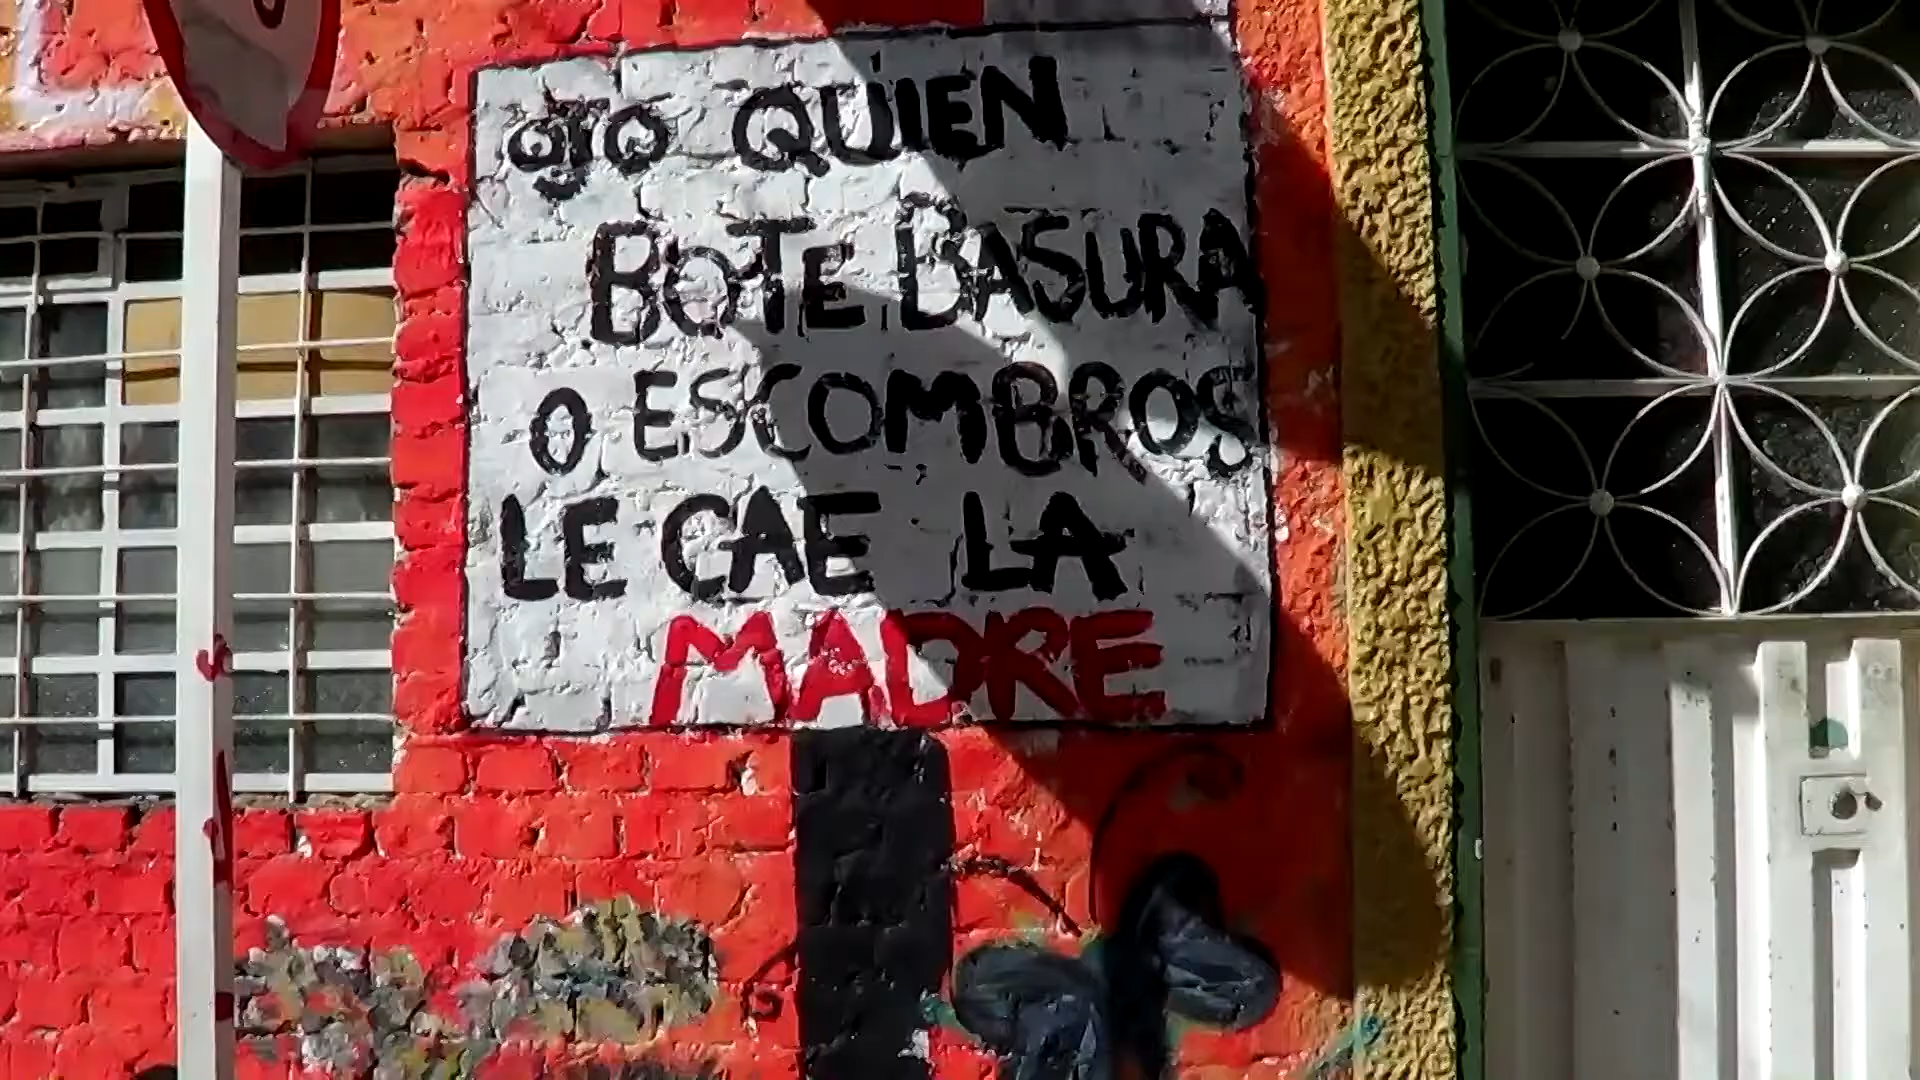 ojo QUIEN
BOTE BASURA
O ESCOMBROS
LE CAE LA
MADRE